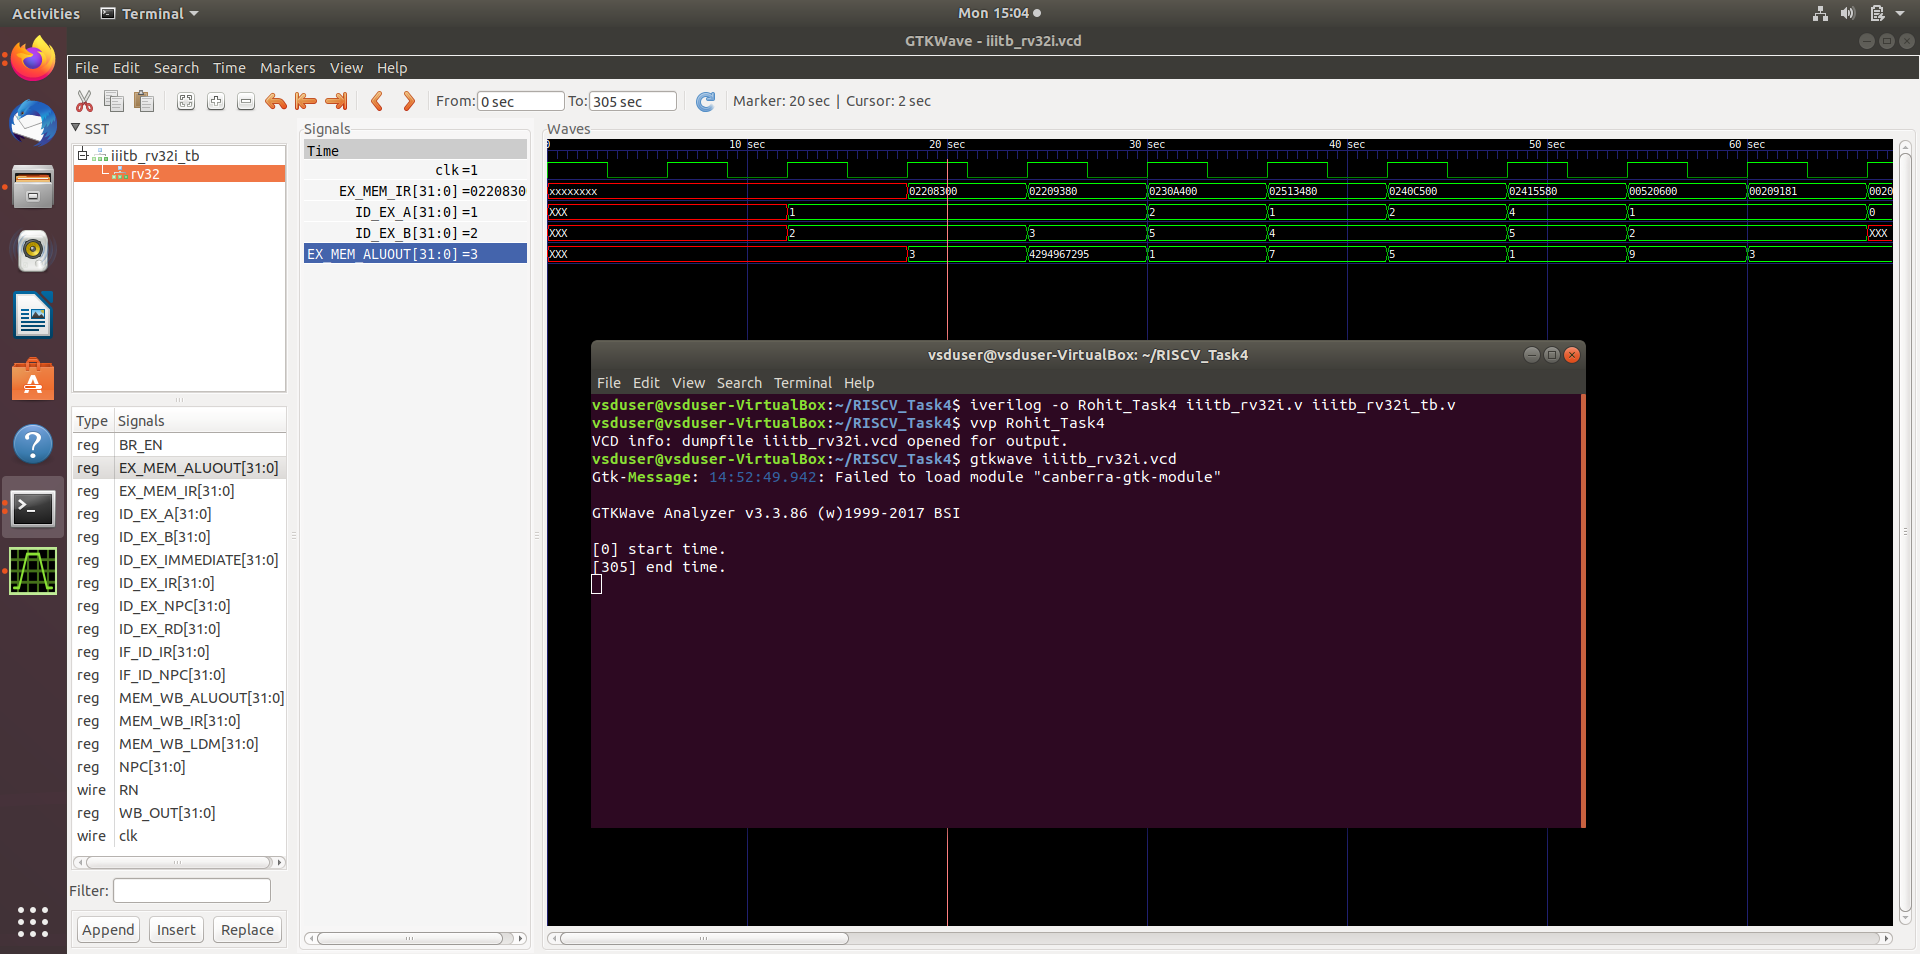 Activities Terminal Mon 15:04
GTKWave - iiitb_rv32i.vcd
File Edit Search Time Markers View Help
From: 0 sec To: 305 sec Marker: 20 sec | Cursor: 2 sec
SST
iiitb_rv32i_tb
rv32
Type Signals
reg BR_EN
reg EX_MEM_ALUOUT[31:0]
reg EX_MEM_IR[31:0]
reg ID_EX_A[31:0]
reg ID_EX_B[31:0]
reg ID_EX_IMMEDIATE[31:0]
reg ID_EX_IR[31:0]
reg ID_EX_NPC[31:0]
reg ID_EX_RD[31:0]
reg IF_ID_IR[31:0]
reg IF_ID_NPC[31:0]
reg MEM_WB_ALUOUT[31:0]
reg MEM_WB_IR[31:0]
reg MEM_WB_LDM[31:0]
reg NPC[31:0]
wire RN
reg WB_OUT[31:0]
wire clk
Filter:
Append Insert Replace
Signals
Time
clk =1
EX_MEM_IR[31:0] =02208300
ID_EX_A[31:0] =1
ID_EX_B[31:0] =2
EX_MEM_ALUOUT[31:0] =3
Waves
0 10 sec 20 sec 30 sec 40 sec 50 sec 60 sec
xxxxxxxx 02208300 02209380 0230A400 02513480 0240C500 02415580 00520600 00209181 0020
XXX 1 2 1 2 4 1 0
XXX 2 3 5 4 5 2 XXX
XXX 3 4294967295 1 7 5 1 9 3
vsduser@vsduser-VirtualBox: ~/RISCV_Task4
File Edit View Search Terminal Help
vsduser@vsduser-VirtualBox:~/RISCV_Task4$ iverilog -o Rohit_Task4 iiitb_rv32i.v iiitb_rv32i_tb.v
vsduser@vsduser-VirtualBox:~/RISCV_Task4$ vvp Rohit_Task4
VCD info: dumpfile iiitb_rv32i.vcd opened for output.
vsduser@vsduser-VirtualBox:~/RISCV_Task4$ gtkwave iiitb_rv32i.vcd
Gtk-Message: 14:52:49.942: Failed to load module "canberra-gtk-module"
GTKWave Analyzer v3.3.86 (w)1999-2017 BSI
[0] start time.
[305] end time.